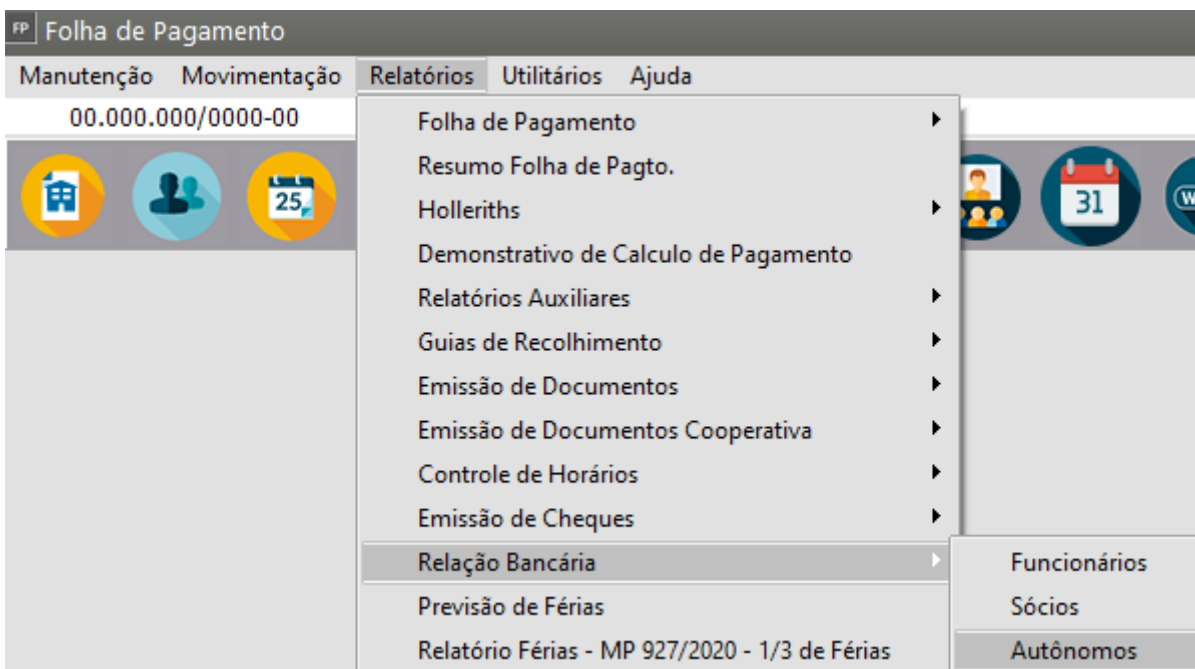 FP Folha de Pagamento
Manutenção Movimentação Relatórios Utilitários Ajuda
00.000.000/0000-00
25
31
W
Folha de Pagamento
Resumo Folha de Pagto.
Holleriths
Demonstrativo de Calculo de Pagamento
Relatórios Auxiliares
Guias de Recolhimento
Emissão de Documentos
Emissão de Documentos Cooperativa
Controle de Horários
Emissão de Cheques
Relação Bancária
Previsão de Férias
Relatório Férias - MP 927/2020 - 1/3 de Férias
Funcionários
Sócios
Autônomos